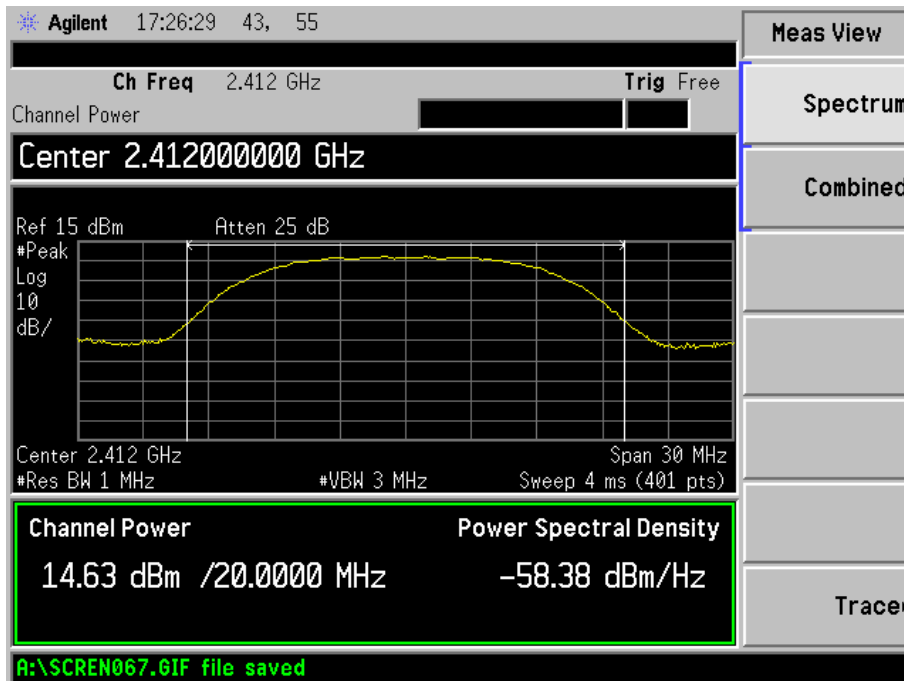 Agilent 17:26:29 43, 55
Meas View
Ch Freq 2.412 GHz Trig Free
Channel Power
Spectrum
Center 2.412000000 GHz
Combined
Ref 15 dBm Atten 25 dB
#Peak
Log
10
dB/
Center 2.412 GHz Span 30 MHz
#Res BW 1 MHz #VBW 3 MHz Sweep 4 ms (401 pts)
Channel Power Power Spectral Density
14.63 dBm /20.0000 MHz -58.38 dBm/Hz
Trace
A:\SCREN067.GIF file saved